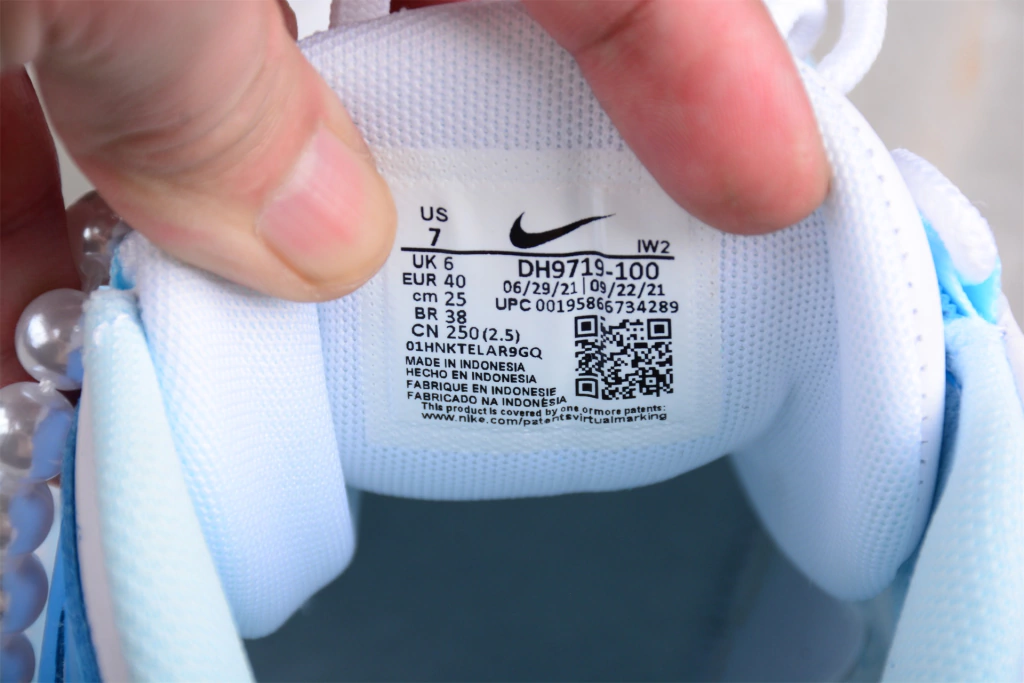 US
7
IW2
UK 6
EUR 40
cm 25
BR 38
CN 250 (2.5)
DH9719-100
06/29/21 | 09/22/21
UPC 00195866734289
01HNKTELAR9GQ
MADE IN INDONESIA
HECHO EN INDONESIA
FABRIQUE EN INDONESIE
FABRICADO NA INDONÉSIA
This product is covered by one or more patents:
www.nike.com/patentsvirtualmarking